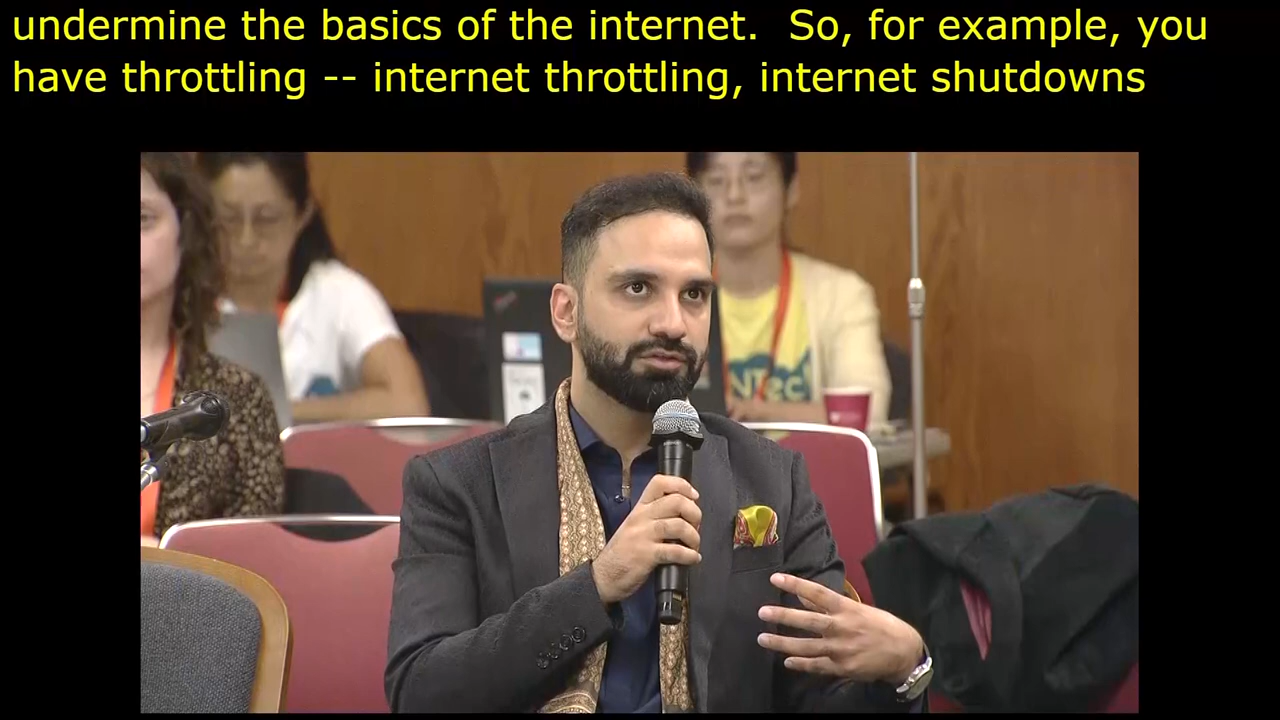 undermine the basics of the internet.  So, for example, you
have throttling -- internet throttling, internet shutdowns